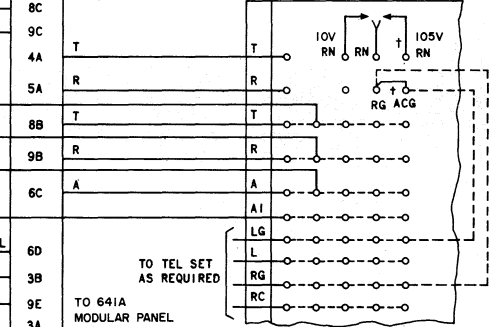 8C
9C
10V
105V
T
T
RN
RN
†
RN
4A
R
R
5A
RG
†
ACG
T
T
8B
R
R
9B
A
A
6C
A1
LG
L
6D
L
TO TEL SET
AS REQUIRED
RG
3B
RC
9E
TO 641A
MODULAR PANEL
3A